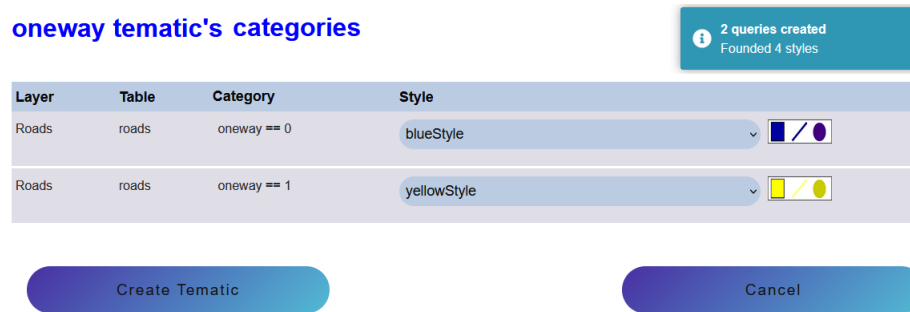 oneway tematic's categories
2 queries created
Founded 4 styles
Layer Table Category Style
Roads roads oneway == 0 blueStyle
Roads roads oneway == 1 yellowStyle
Create Tematic Cancel